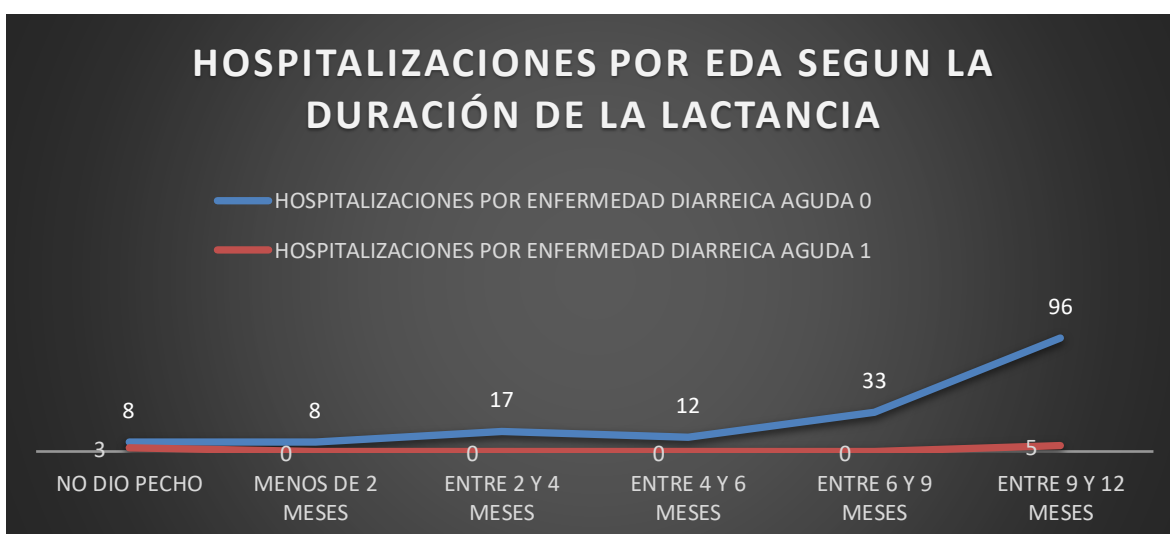 HOSPITALIZACIONES POR EDA SEGUN LA
DURACIÓN DE LA LACTANCIA
HOSPITALIZACIONES POR ENFERMEDAD DIARREICA AGUDA 0
HOSPITALIZACIONES POR ENFERMEDAD DIARREICA AGUDA 1
8
8
17
12
33
96
3
0
0
0
0
5
NO DIO PECHO
MENOS DE 2
MESES
ENTRE 2 Y 4
MESES
ENTRE 4 Y 6
MESES
ENTRE 6 Y 9
MESES
ENTRE 9 Y 12
MESES